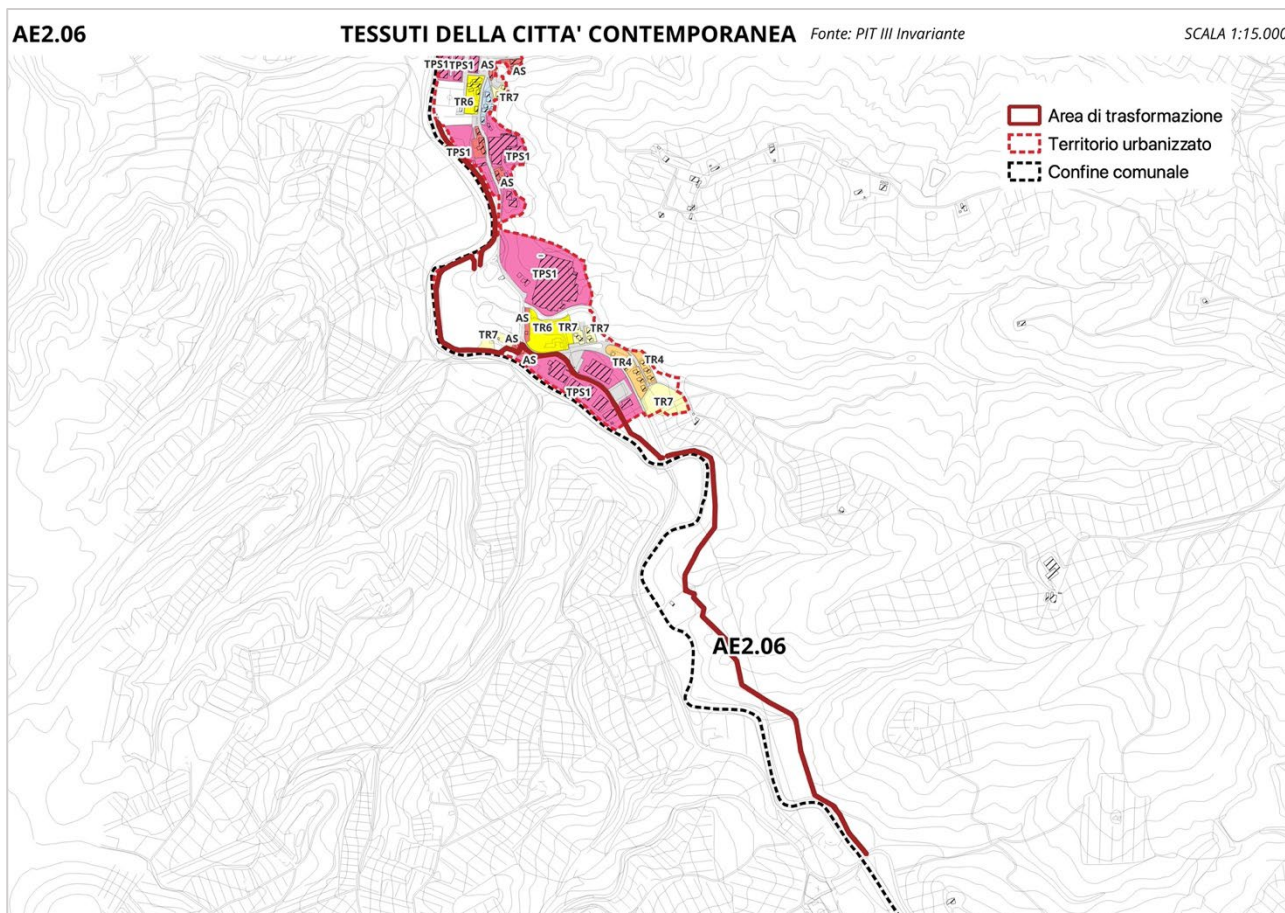 AE2.06 TESSUTI DELLA CITTA' CONTEMPORANEA Fonte: PIT III Invariante SCALA 1:15.000
TPS1 TPS1 AS
AS
TR6 TR7
Area di trasformazione
Territorio urbanizzato
Confine comunale
TPS1 TPS1
AS
TPS1
AS
TR6 TR7 TR7
TR7 AS
AS TR4 TR4
TPS1
TR7
AE2.06